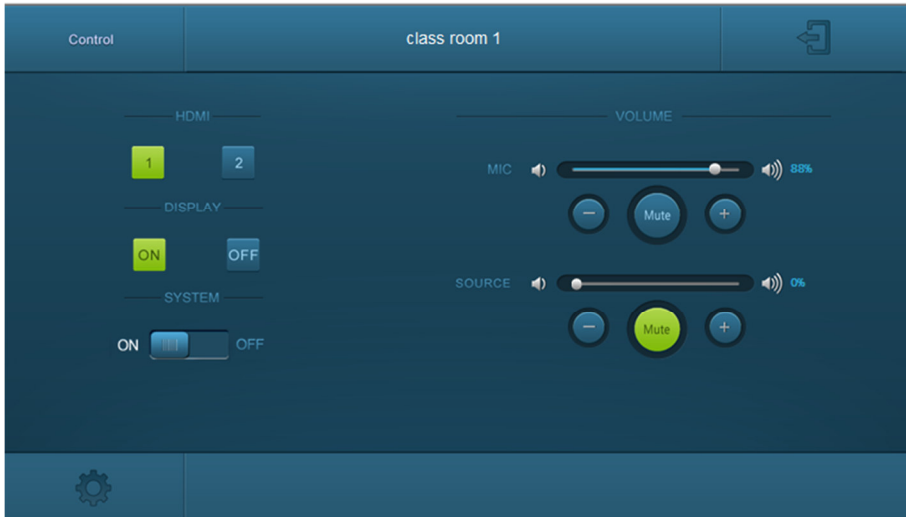 Control
class room 1
HDMI
1 2
DISPLAY
ON OFF
SYSTEM
ON OFF
VOLUME
MIC 88%
− Mute +
SOURCE 0%
− Mute +